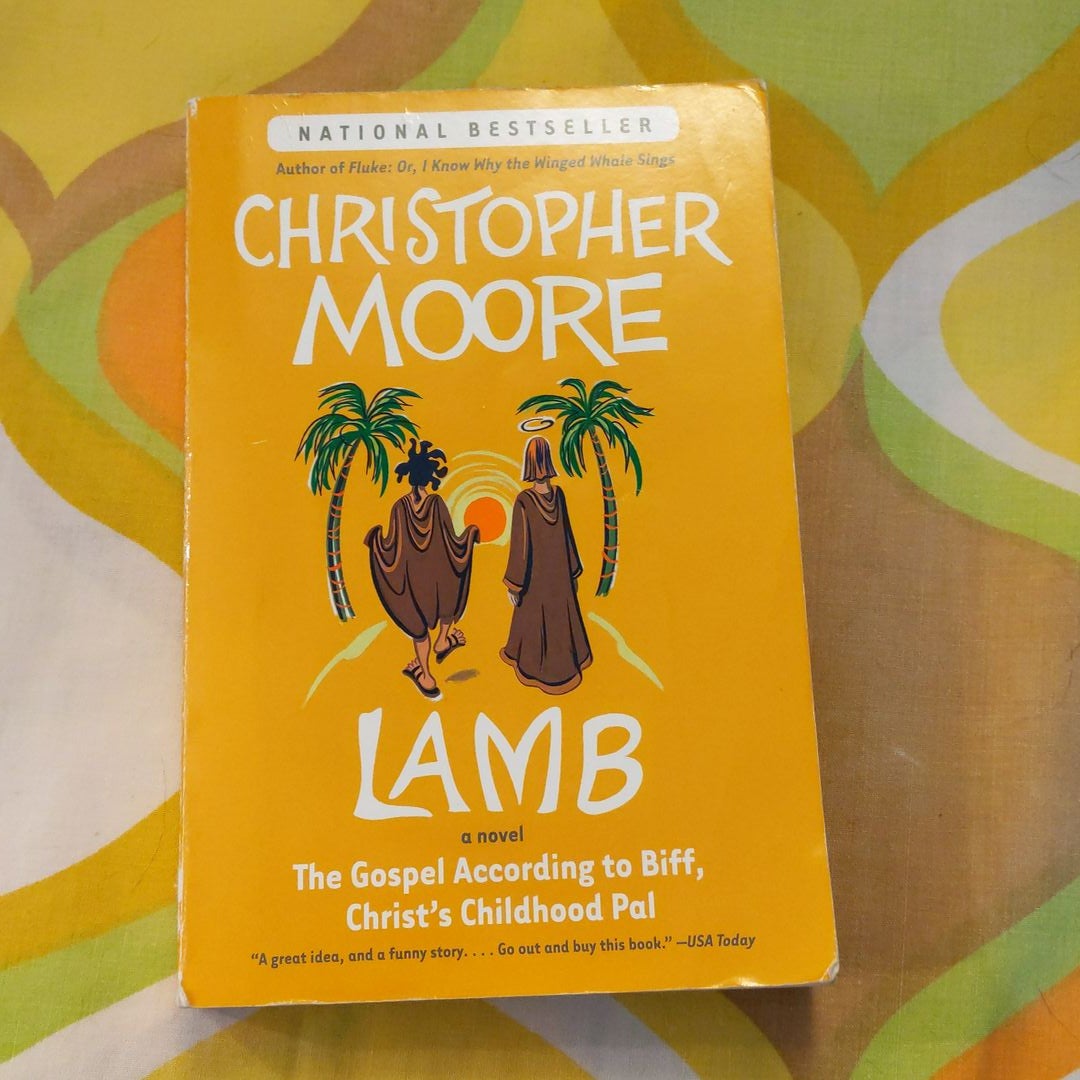 NATIONAL BESTSELLER
Author of Fluke: Or, I Know Why the Winged Whale Sings
CHRISTOPHER
MOORE
LAMB
a novel
The Gospel According to Biff,
Christ's Childhood Pal
"A great idea, and a funny story. . . . Go out and buy this book." —USA Today